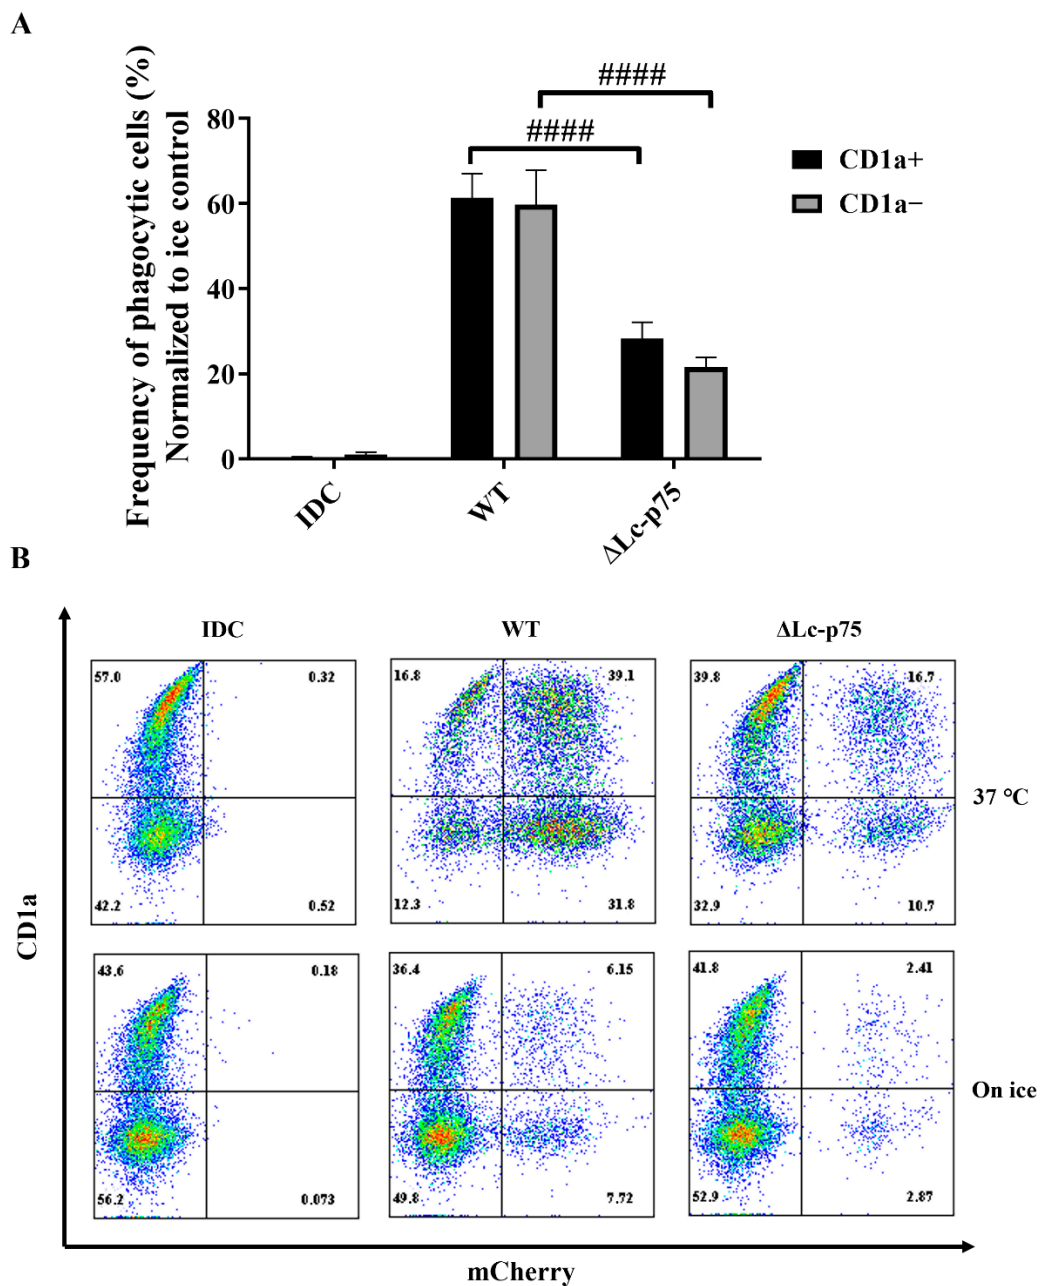 A
Frequency of phagocytic cells (%)
Normalized to ice control
80
60
40
20
0
####
####
CD1a+
CD1a−
IDC
WT
ΔLc-p75
B
IDC
WT
ΔLc-p75
57.0
0.32
42.2
0.52
16.8
39.1
12.3
31.8
39.8
16.7
32.9
10.7
37 °C
43.6
0.18
56.2
0.073
36.4
6.15
49.8
7.72
41.8
2.41
52.9
2.87
On ice
CD1a
mCherry